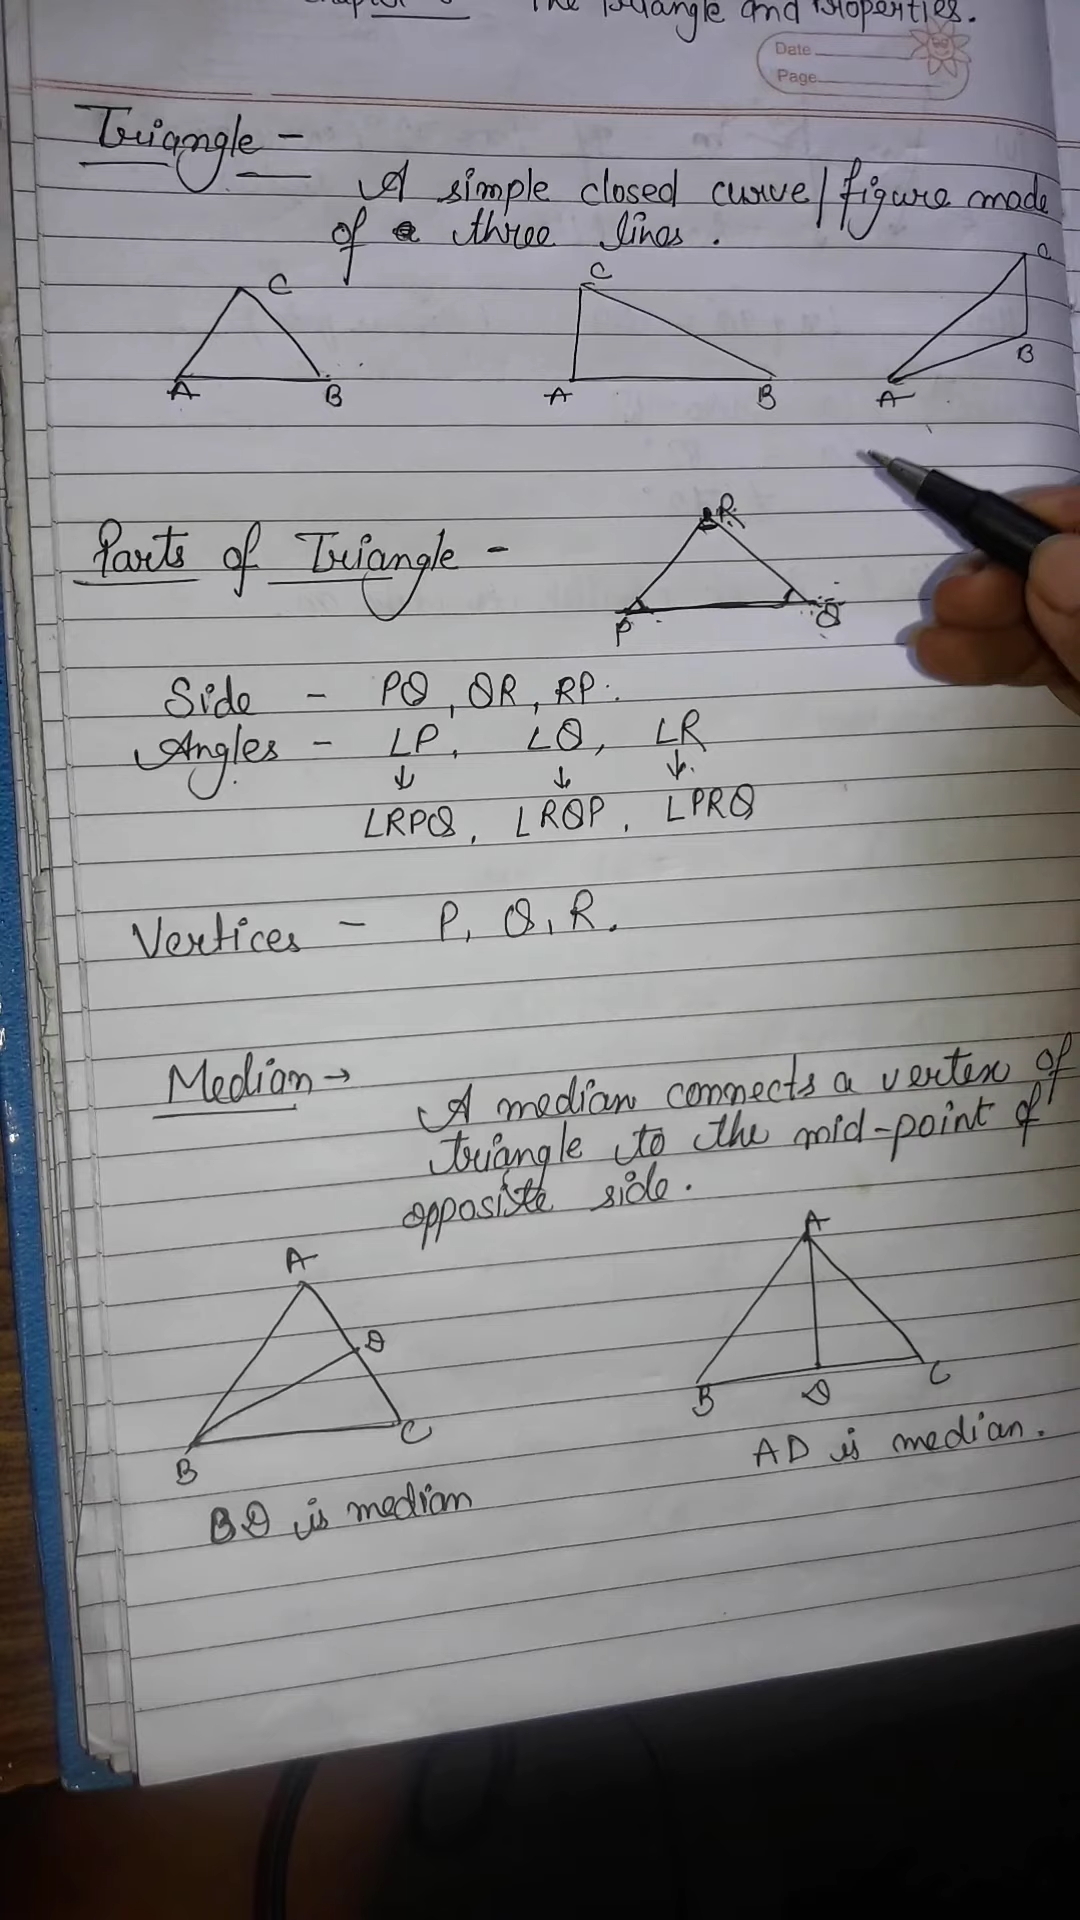 The Triangle and Properties.
Date
Page
Triangle -
A simple closed curve/figure made
of a three lines.
C
A B
C
A B
C
B
A
Parts of Triangle -
R
P Q
Side - PQ, QR, RP.
Angles - ∠P, ∠Q, ∠R
↓ ↓ ↓
∠RPQ, ∠RQP, ∠PRQ
Vertices - P, Q, R.
Median →
A median connects a vertex of
triangle to the mid-point of
opposite side.
A
D
B C
BD is median
A
B D C
AD is median.